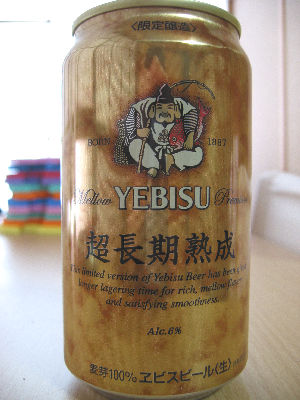 〈限定醸造〉
BORN 1887
Mellow YEBISU Premium
超長期熟成
This limited version of Yebisu Beer has been
longer lagering time for rich, mellow flavor
and satisfying smoothness.
Alc.6%
麦芽100% ヱビスビール〈生〉